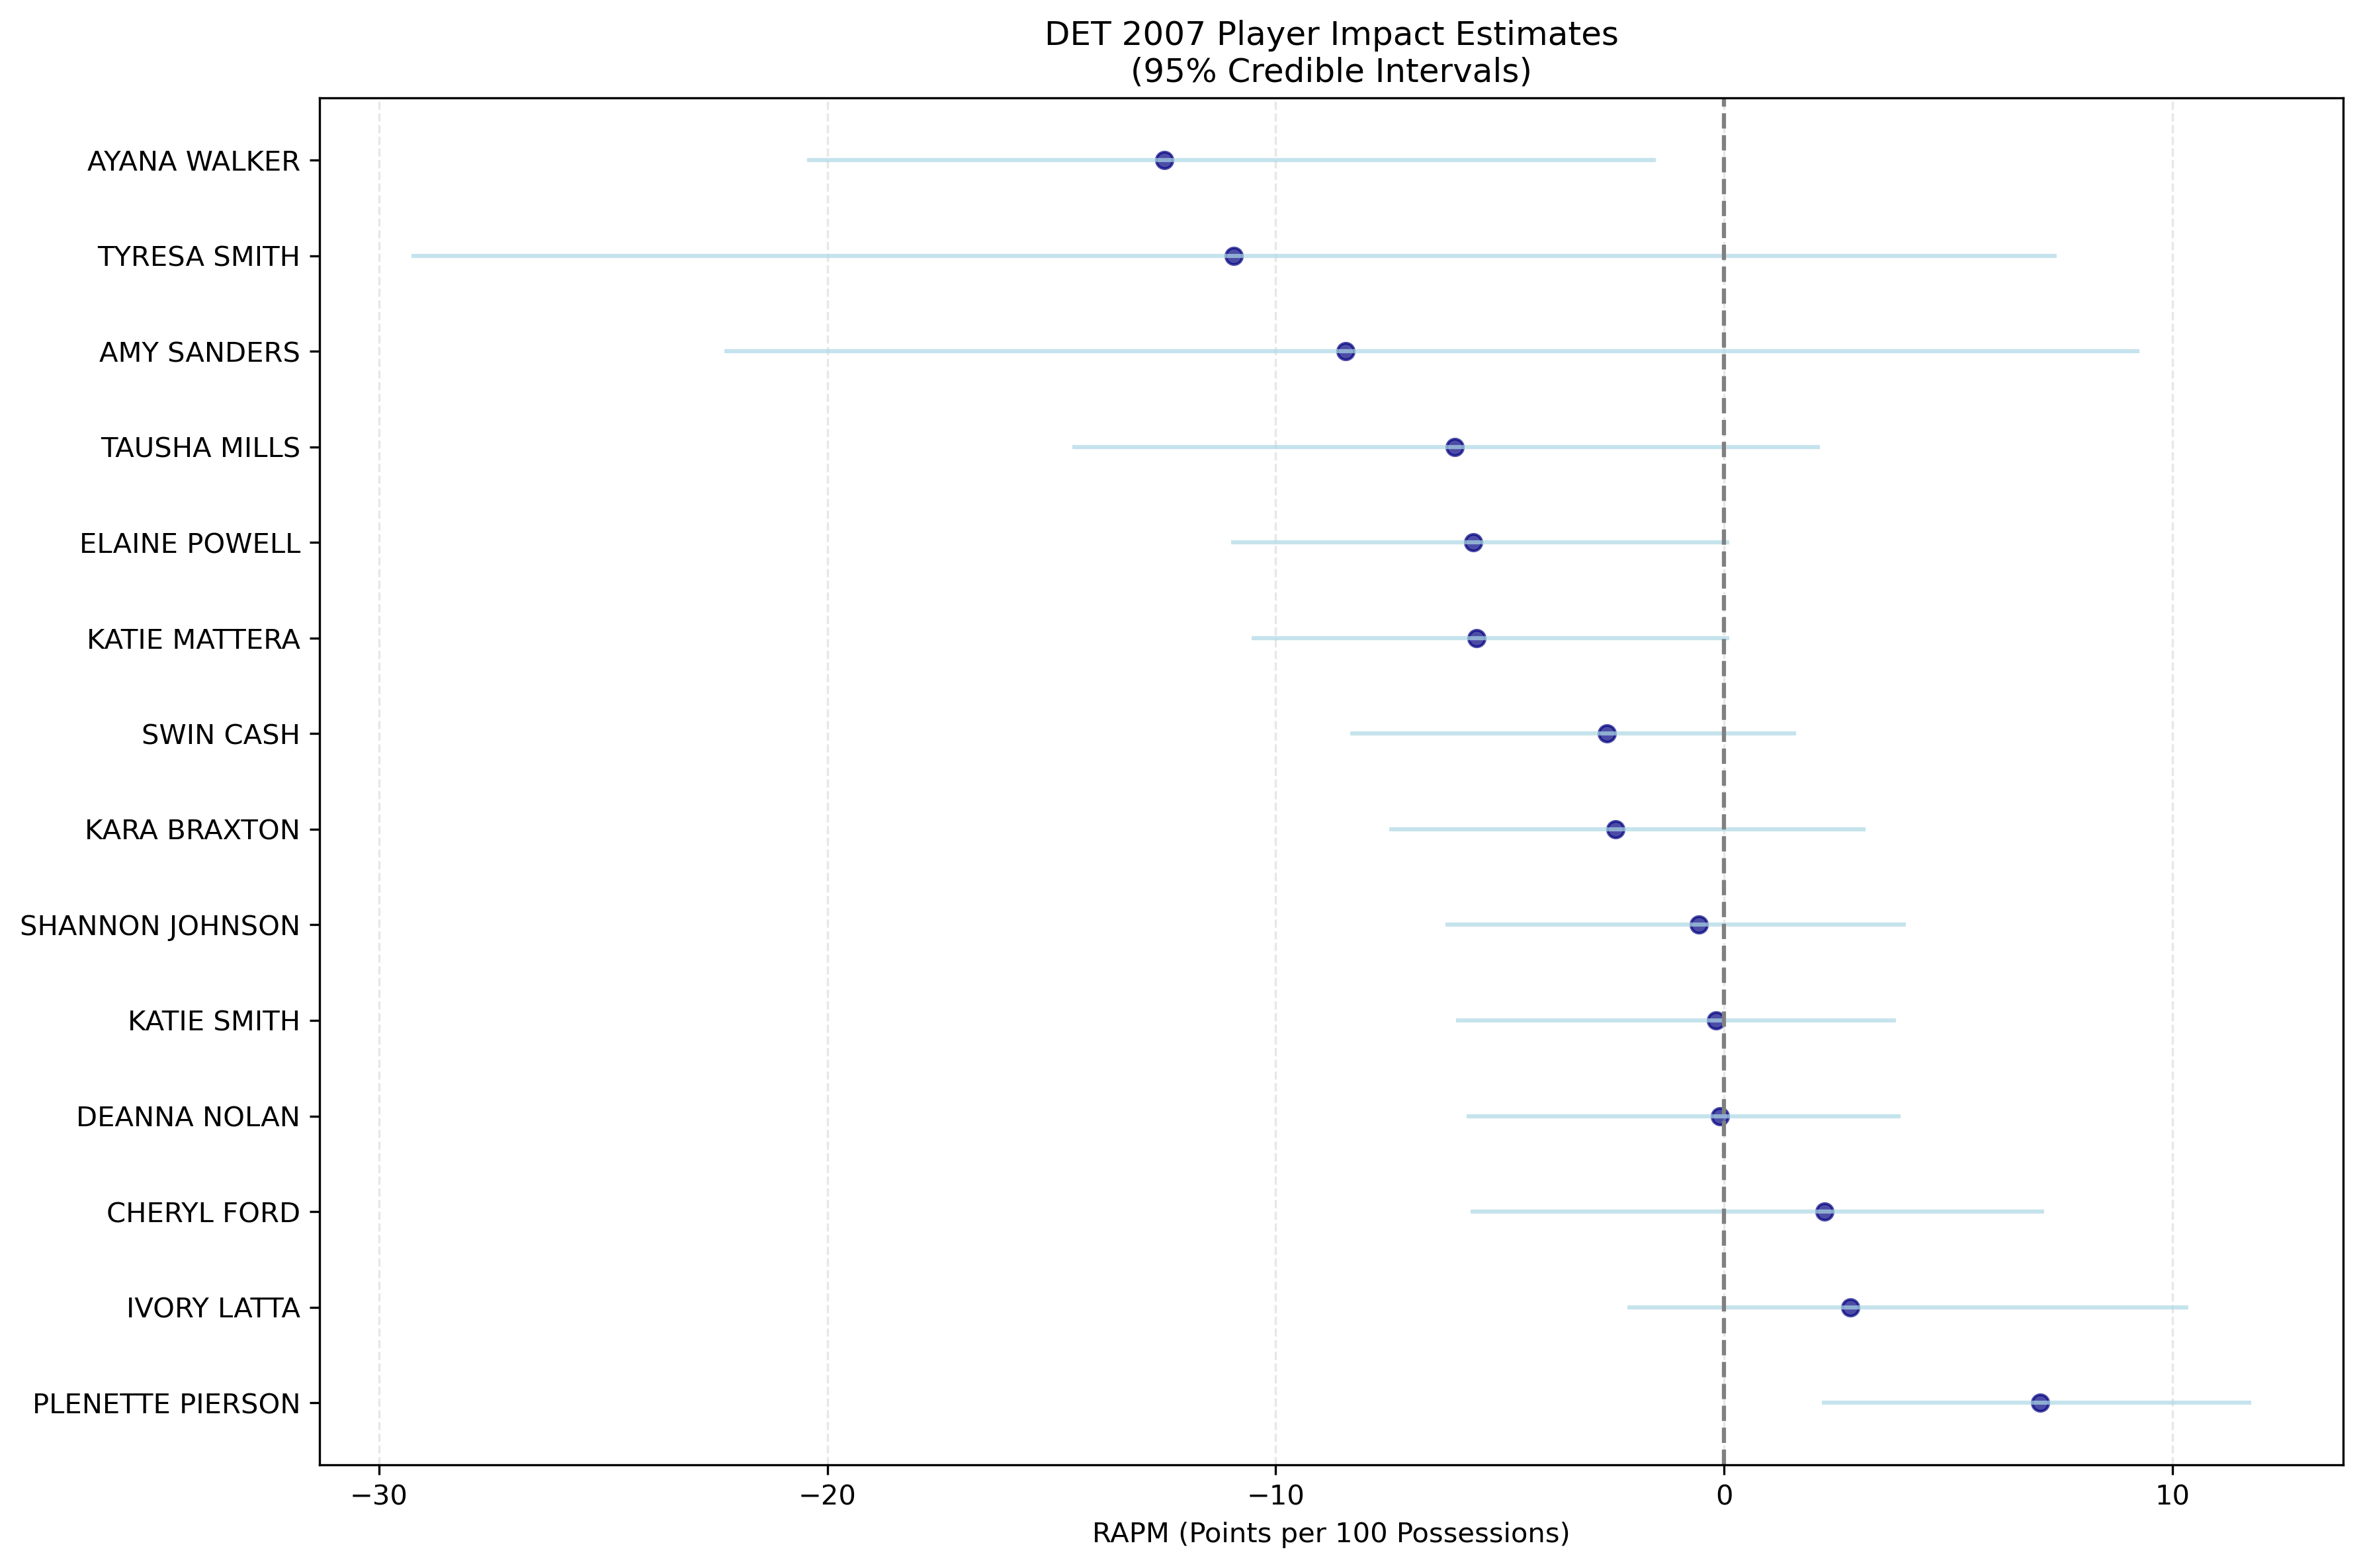 DET 2007 Player Impact Estimates
(95% Credible Intervals)
AYANA WALKER
TYRESA SMITH
AMY SANDERS
TAUSHA MILLS
ELAINE POWELL
KATIE MATTERA
SWIN CASH
KARA BRAXTON
SHANNON JOHNSON
KATIE SMITH
DEANNA NOLAN
CHERYL FORD
IVORY LATTA
PLENETTE PIERSON
−30 −20 −10 0 10
RAPM (Points per 100 Possessions)